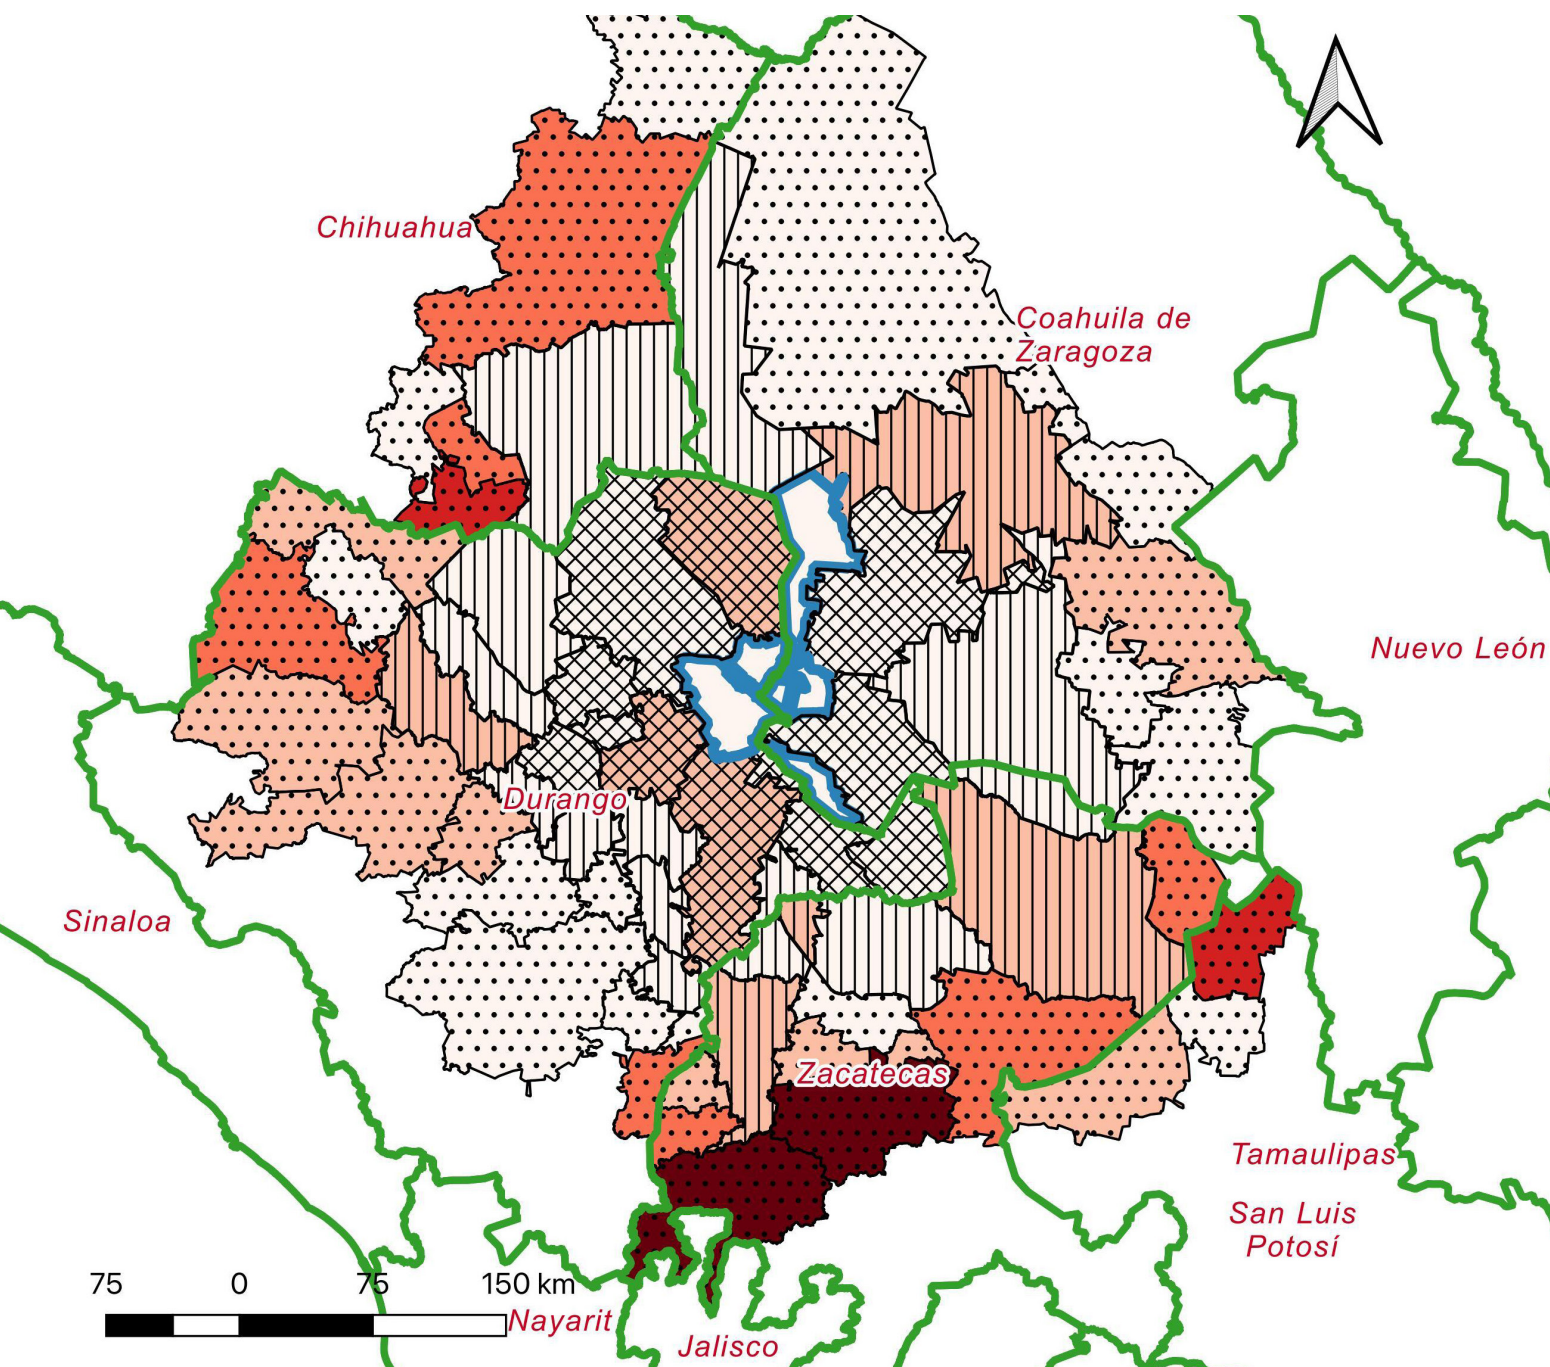 Chihuahua
Coahuila de
Zaragoza
Nuevo León
Durango
Sinaloa
Zacatecas
Tamaulipas
San Luis
Potosí
75 0 75 150 km
Nayarit
Jalisco